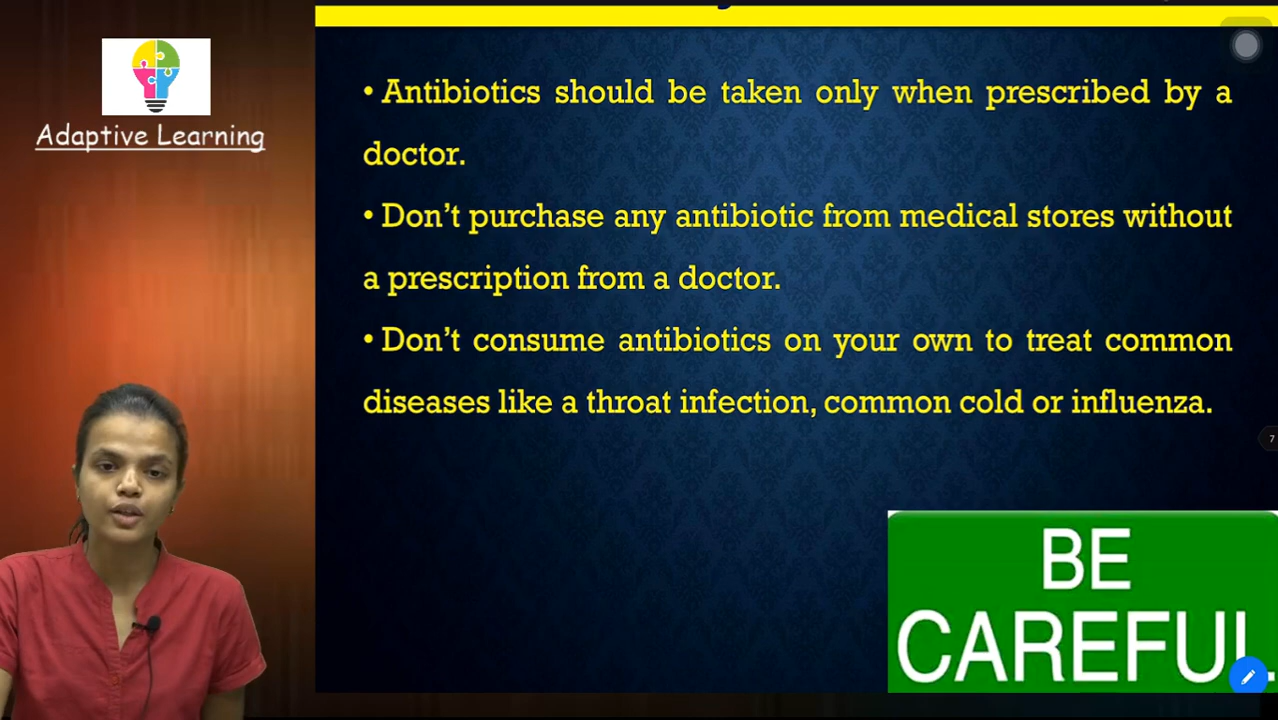 Adaptive Learning
• Antibiotics should be taken only when prescribed by a
doctor.
• Don’t purchase any antibiotic from medical stores without
a prescription from a doctor.
• Don’t consume antibiotics on your own to treat common
diseases like a throat infection, common cold or influenza.
7
BE
CAREFUL